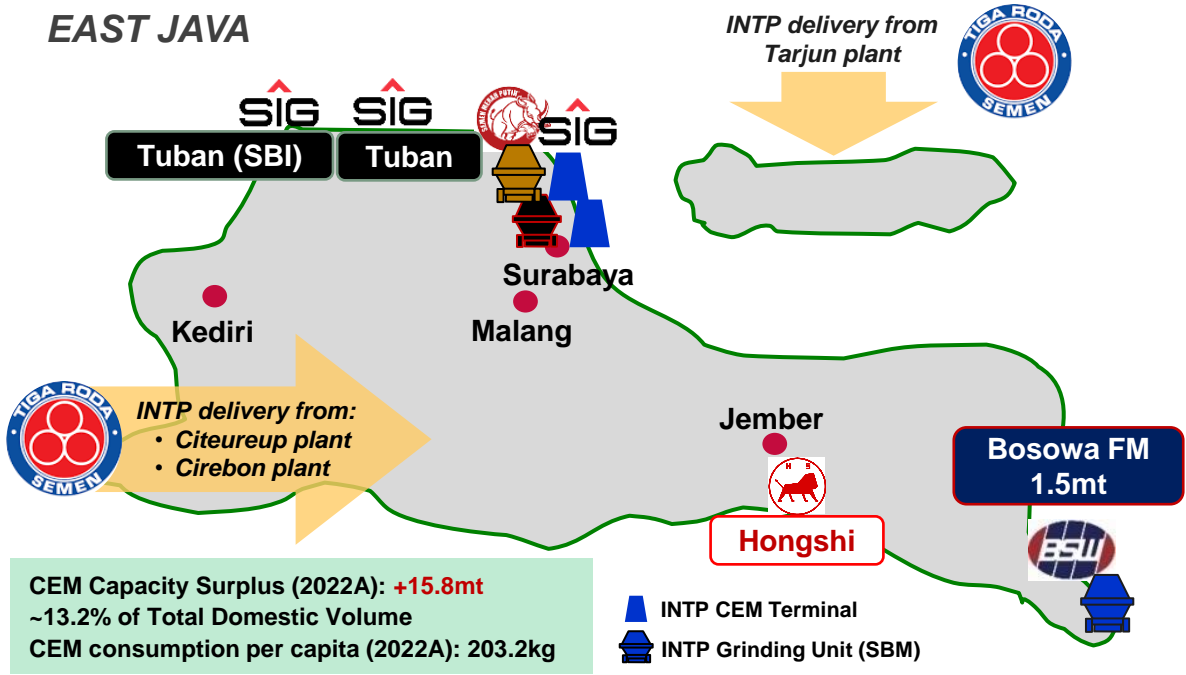 EAST JAVA
INTP delivery from
Tarjun plant
TIGA RODA
SEMEN
SIG
SIG
SEMEN MERAH PUTIH
SIG
Tuban (SBI)
Tuban
Surabaya
Kediri
Malang
TIGA RODA
SEMEN
INTP delivery from:
• Citeureup plant
• Cirebon plant
Jember
H S
Hongshi
Bosowa FM
1.5mt
BSW
CEM Capacity Surplus (2022A): +15.8mt
~13.2% of Total Domestic Volume
CEM consumption per capita (2022A): 203.2kg
INTP CEM Terminal
INTP Grinding Unit (SBM)